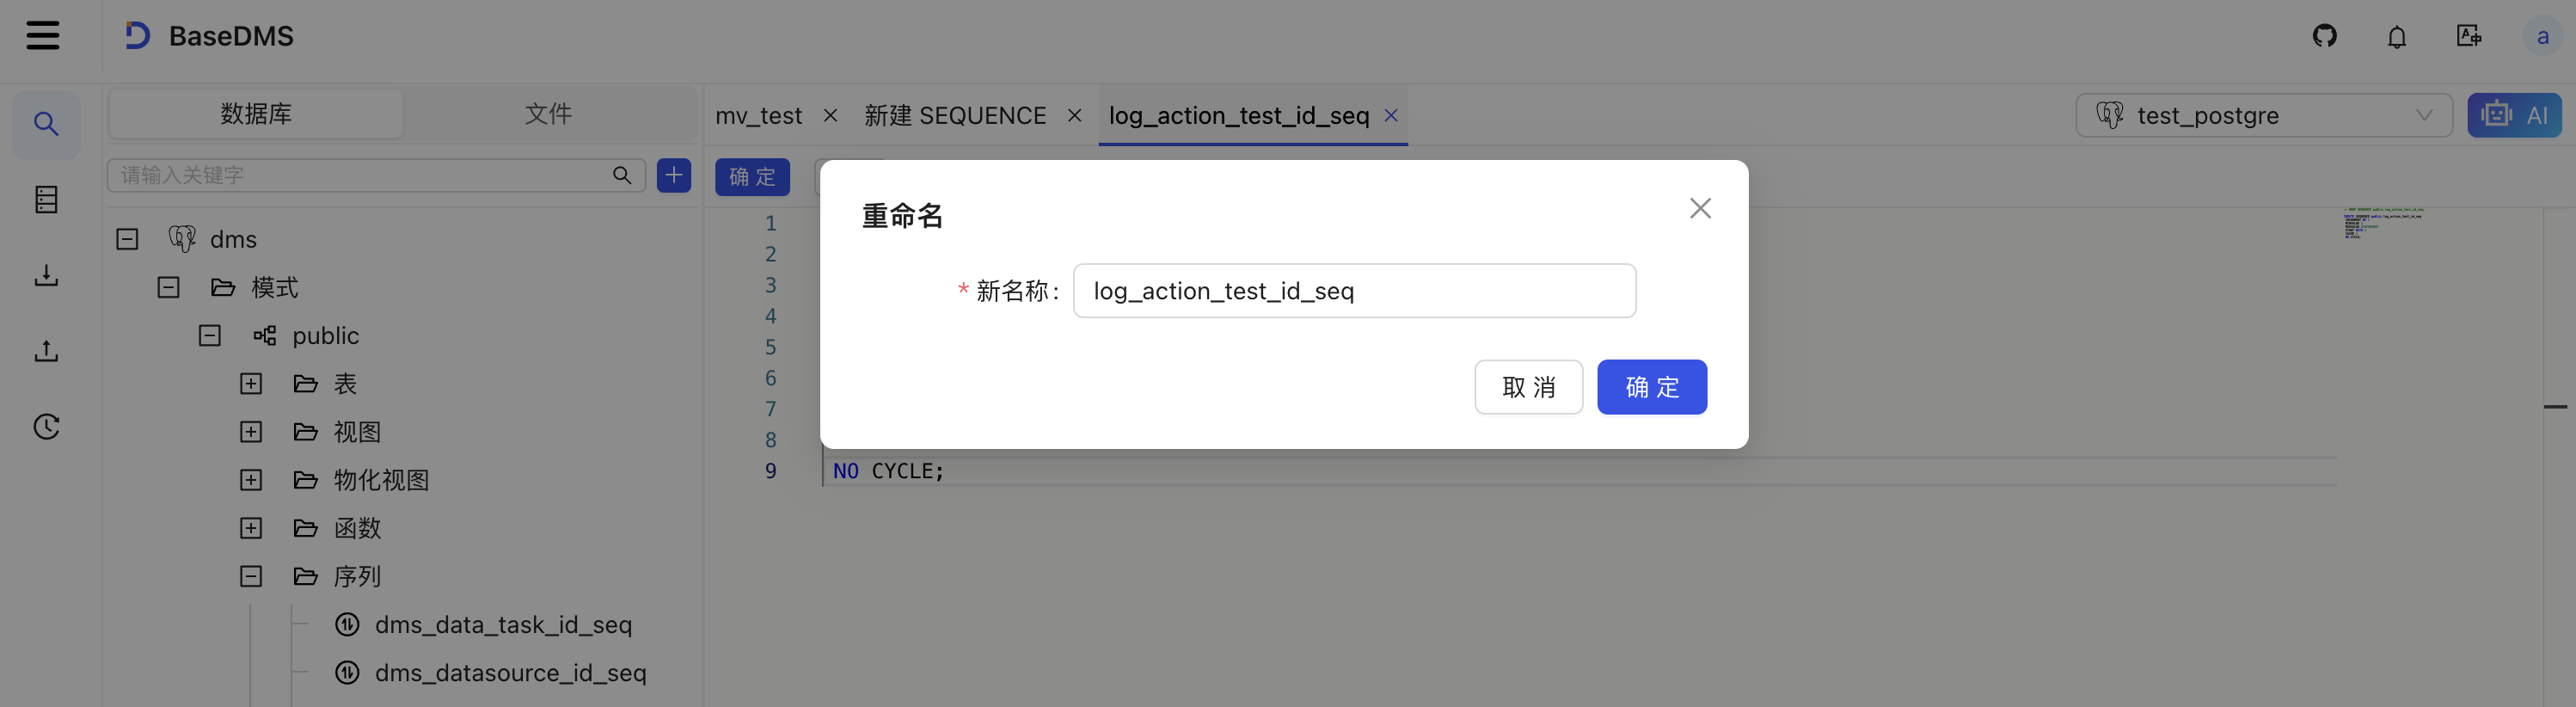 BaseDMS
a
数据库 文件
mv_test 新建 SEQUENCE log_action_test_id_seq
test_postgre
AI
请输入关键字
确 定
dms
模式
public
表
视图
物化视图
函数
序列
dms_data_task_id_seq
dms_datasource_id_seq
1
2
3
4
5
6
7
8
9 NO CYCLE;
重命名
* 新名称: log_action_test_id_seq
取 消 确 定